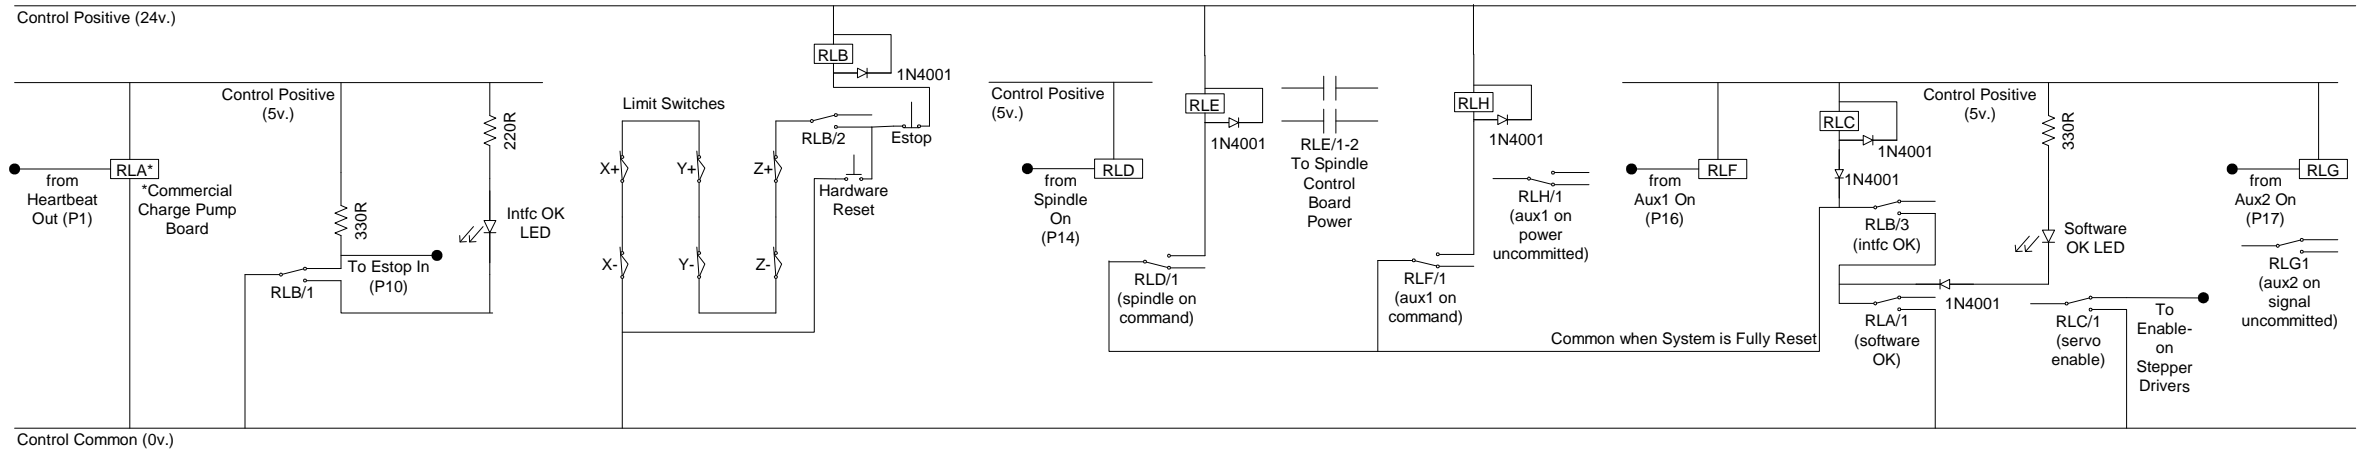 Control Positive (24v.)
RLA*
from
Heartbeat
Out (P1)
*Commercial
Charge Pump
Board
Control Positive
(5v.)
330R
220R
Intfc OK
LED
To Estop In
(P10)
RLB/1
Limit Switches
X+
Y+
Z+
X-
Y-
Z-
RLB
1N4001
RLB/2
Estop
Hardware
Reset
Control Positive
(5v.)
from
Spindle
On
(P14)
RLD
RLE
1N4001
RLD/1
(spindle on
command)
RLE/1-2
To Spindle
Control
Board
Power
RLH
1N4001
RLH/1
(aux1 on
power
uncommitted)
RLF/1
(aux1 on
command)
Common when System is Fully Reset
from
Aux1 On
(P16)
RLF
RLC
1N4001
1N4001
RLB/3
(intfc OK)
1N4001
RLA/1
(software
OK)
Control Positive
(5v.)
330R
Software
OK LED
RLC/1
(servo
enable)
To
Enable-
on
Stepper
Drivers
RLG
from
Aux2 On
(P17)
RLG1
(aux2 on
signal
uncommitted)
Control Common (0v.)